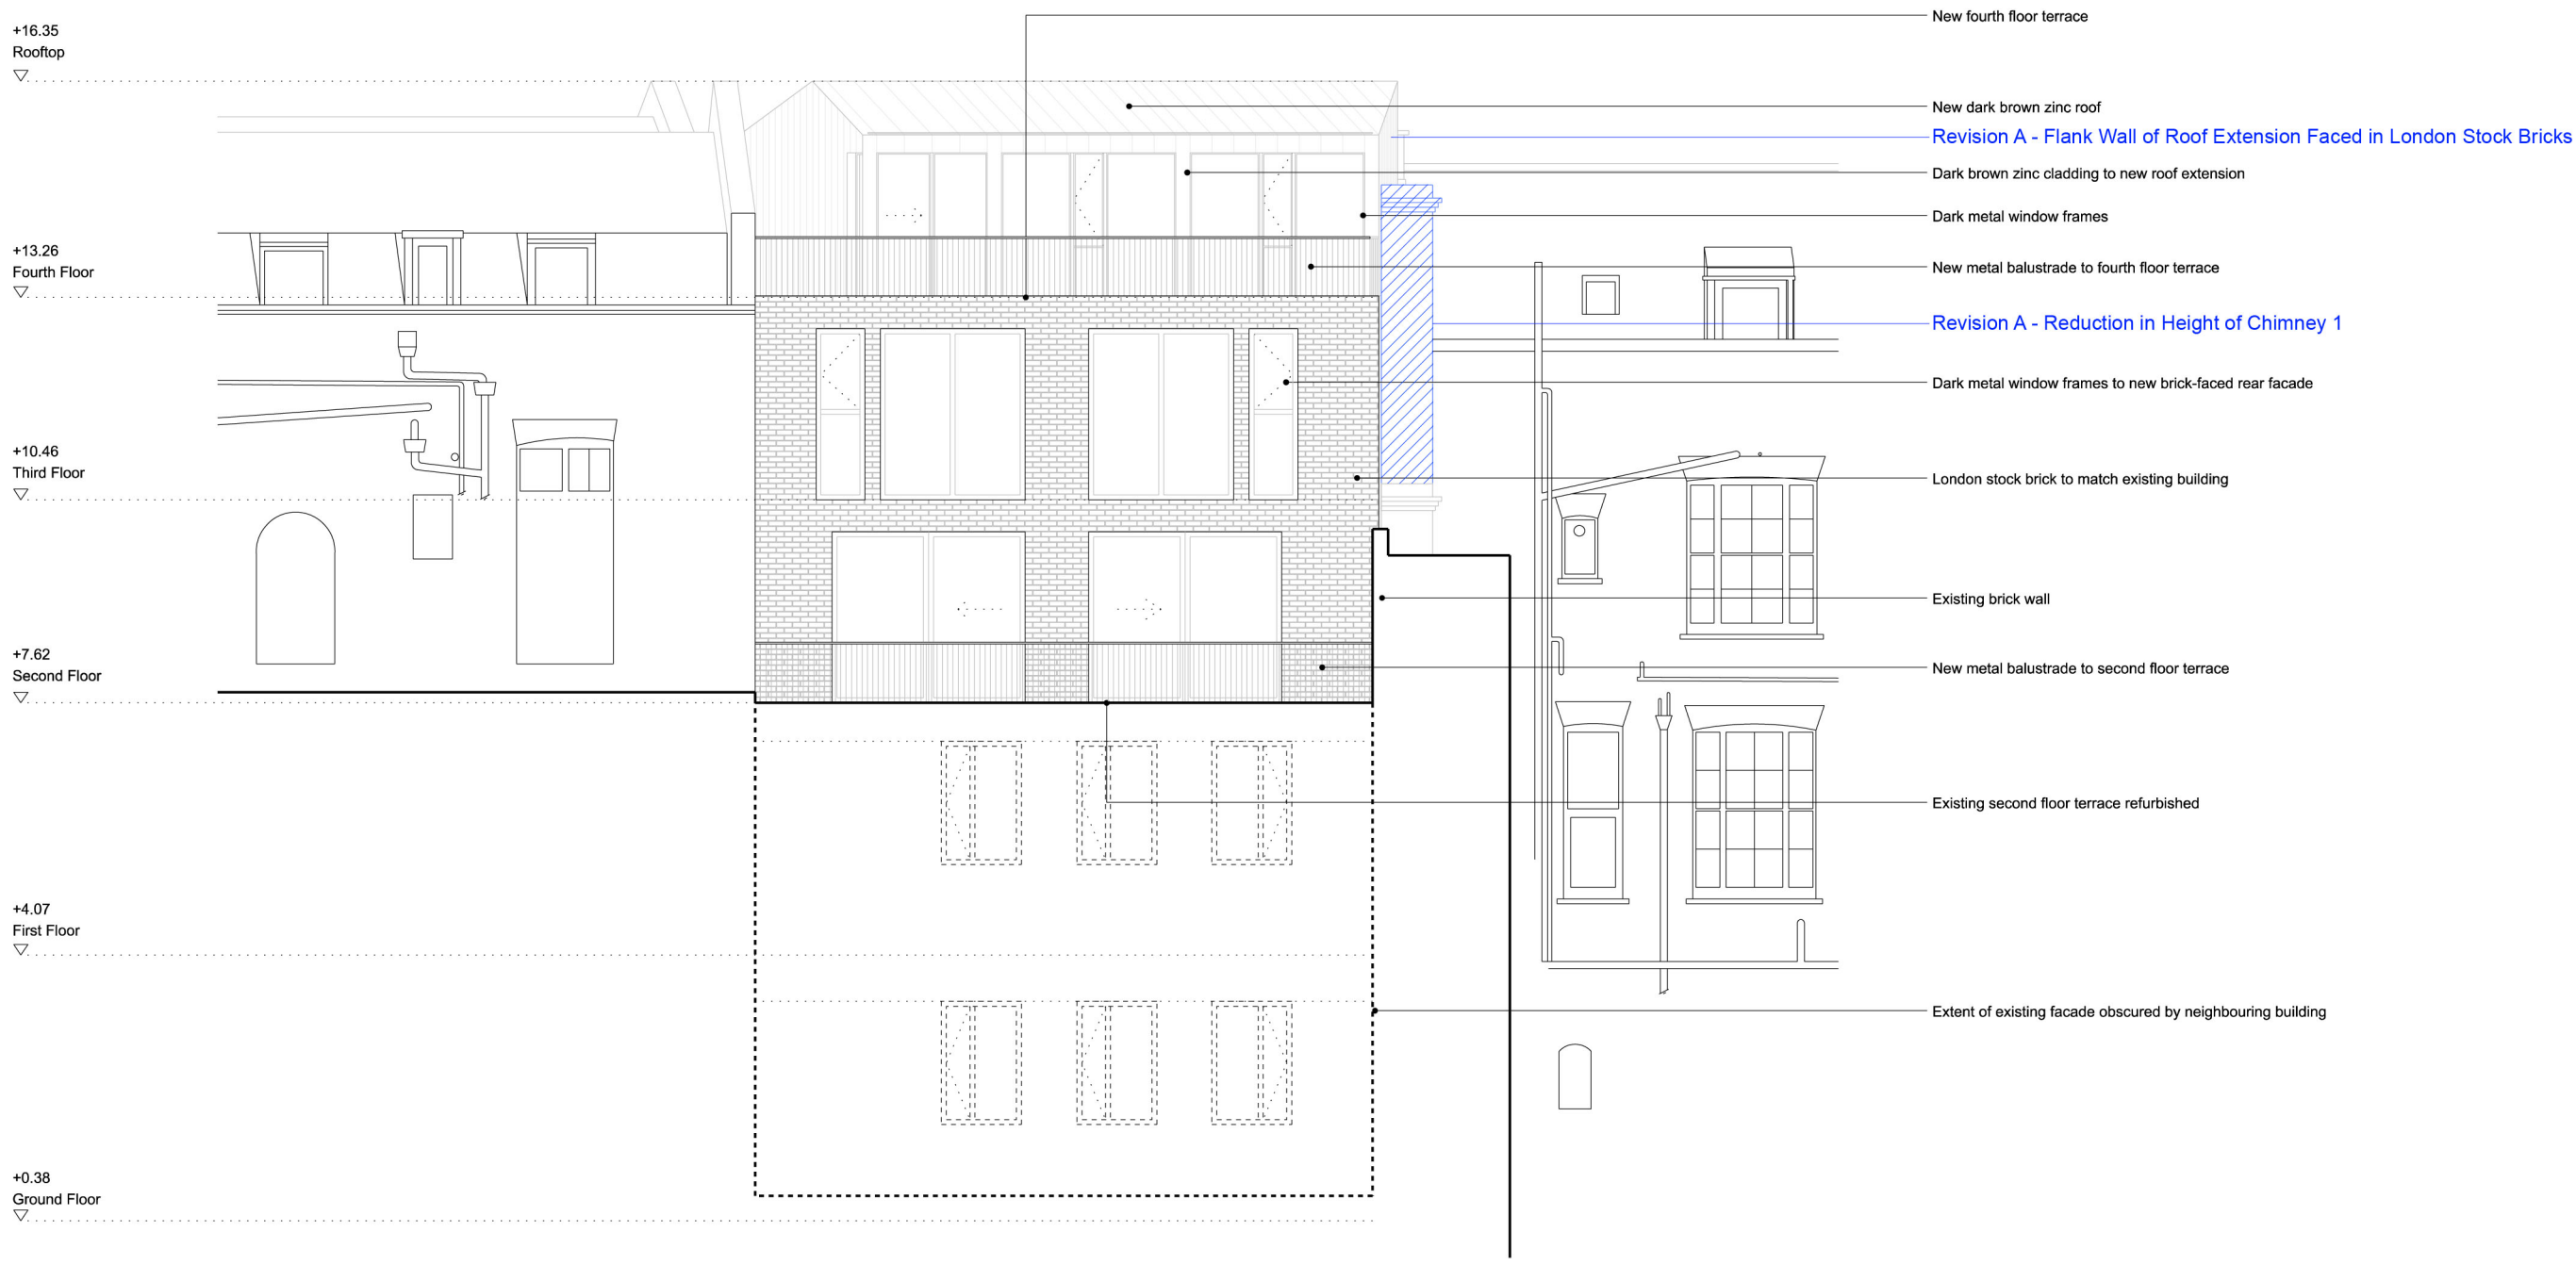 +16.35
Rooftop
+13.26
Fourth Floor
+10.46
Third Floor
+7.62
Second Floor
+4.07
First Floor
+0.38
Ground Floor
New fourth floor terrace
New dark brown zinc roof
Revision A - Flank Wall of Roof Extension Faced in London Stock Bricks
Dark brown zinc cladding to new roof extension
Dark metal window frames
New metal balustrade to fourth floor terrace
Revision A - Reduction in Height of Chimney 1
Dark metal window frames to new brick-faced rear facade
London stock brick to match existing building
Existing brick wall
New metal balustrade to second floor terrace
Existing second floor terrace refurbished
Extent of existing facade obscured by neighbouring building